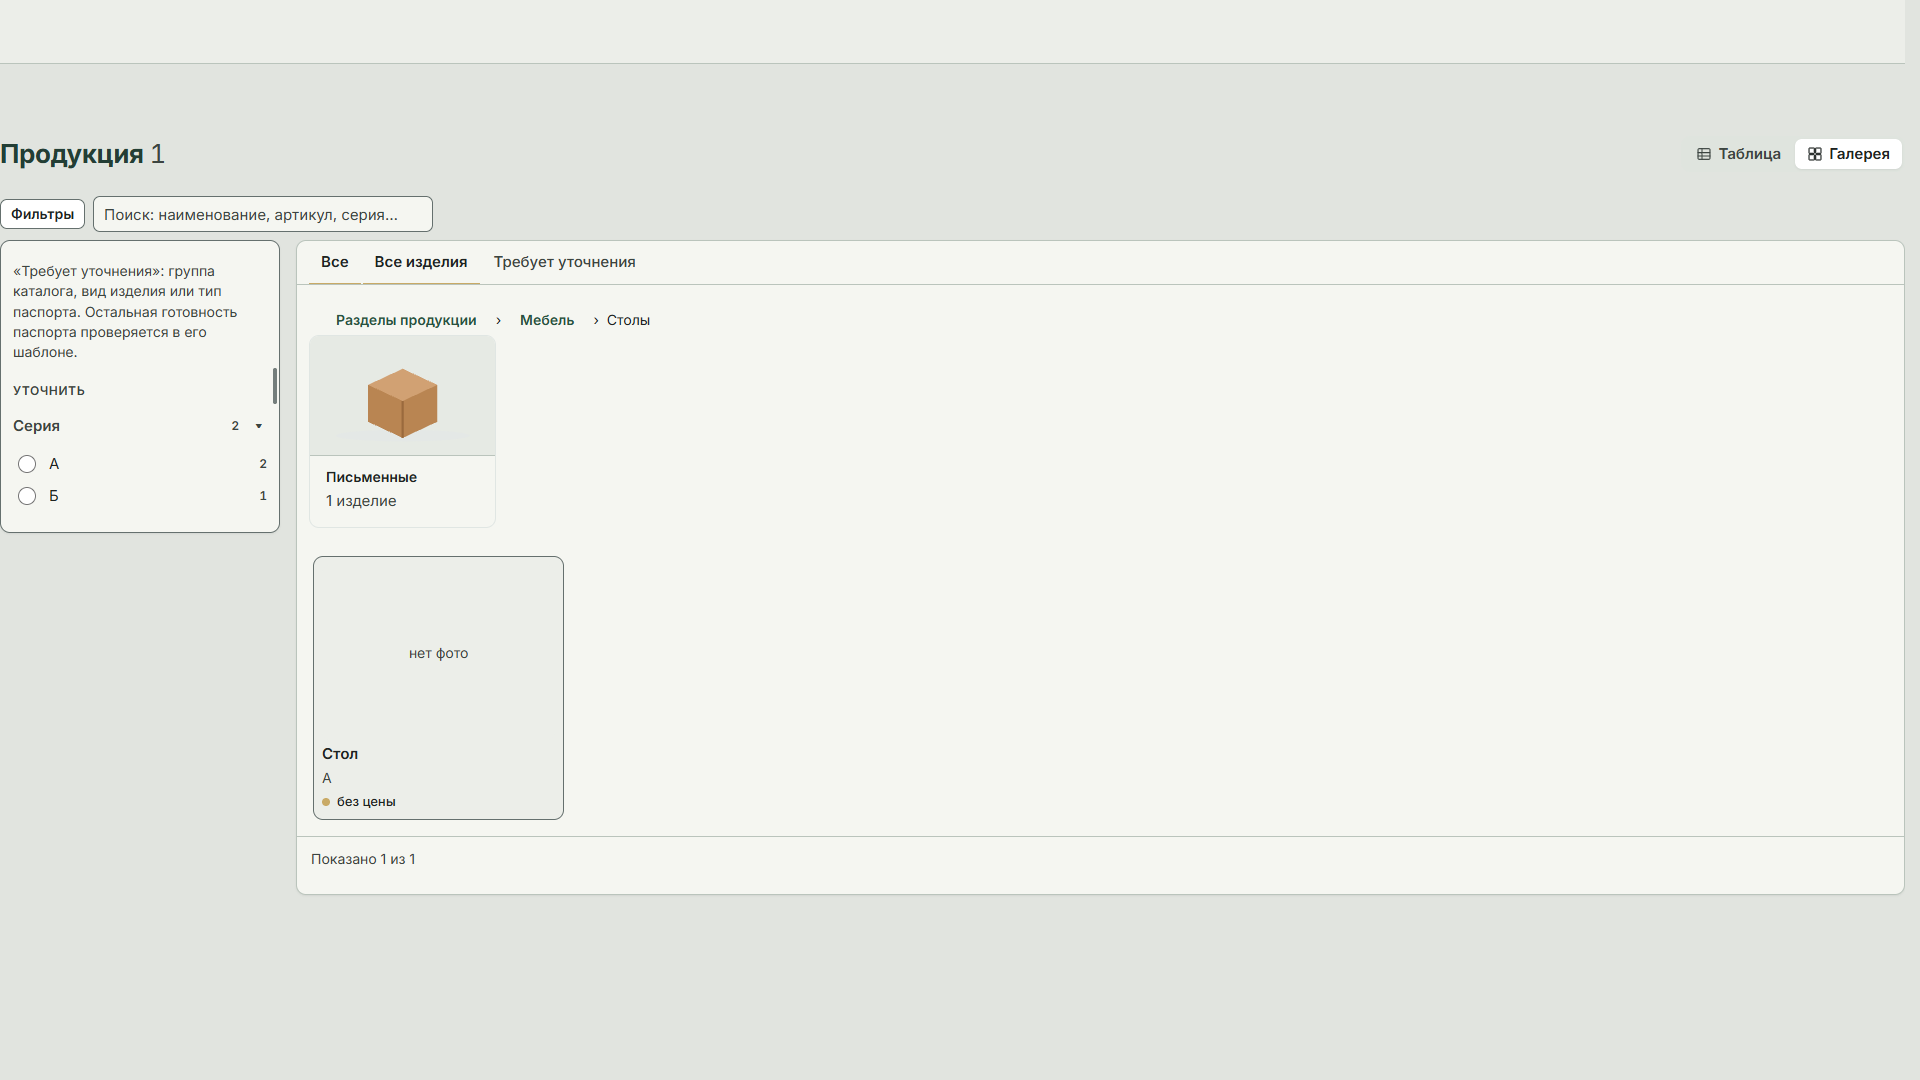 Продукция 1
Таблица
Галерея
Фильтры
Поиск: наименование, артикул, серия...
«Требует уточнения»: группа
каталога, вид изделия или тип
паспорта. Остальная готовность
паспорта проверяется в его
шаблоне.
УТОЧНИТЬ
Серия 2
А 2
Б 1
Все Все изделия Требует уточнения
Разделы продукции › Мебель › Столы
Письменные
1 изделие
нет фото
Стол
А
без цены
Показано 1 из 1